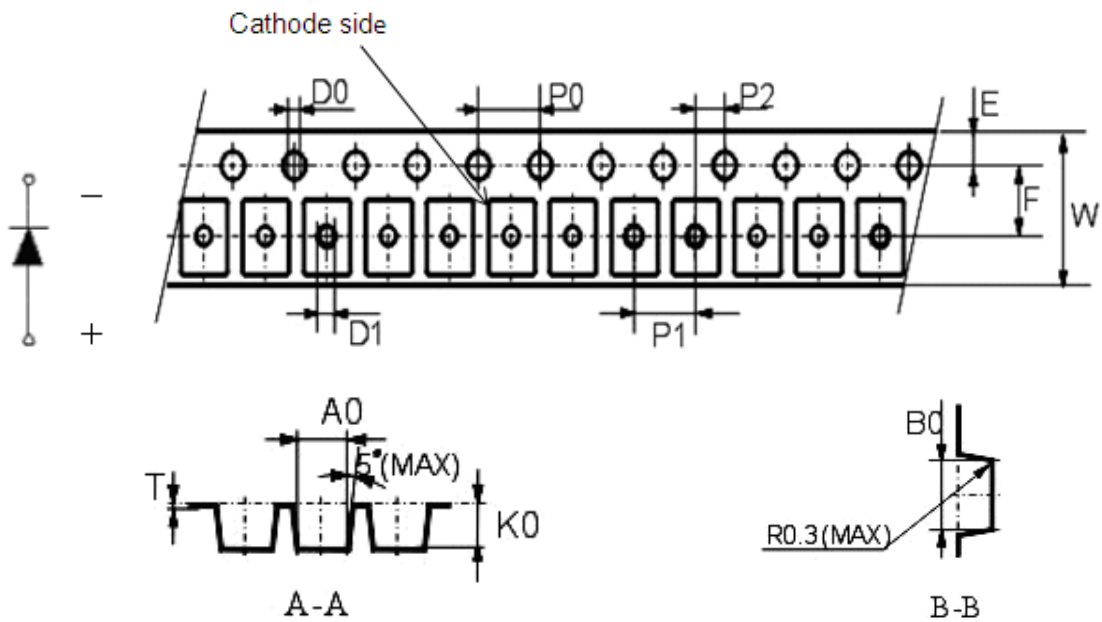 Cathode side
D0
P0
P2
E
−
F
W
+
D1
P1
A0
B0
5°(MAX)
T
K0
R0.3(MAX)
A-A
B-B